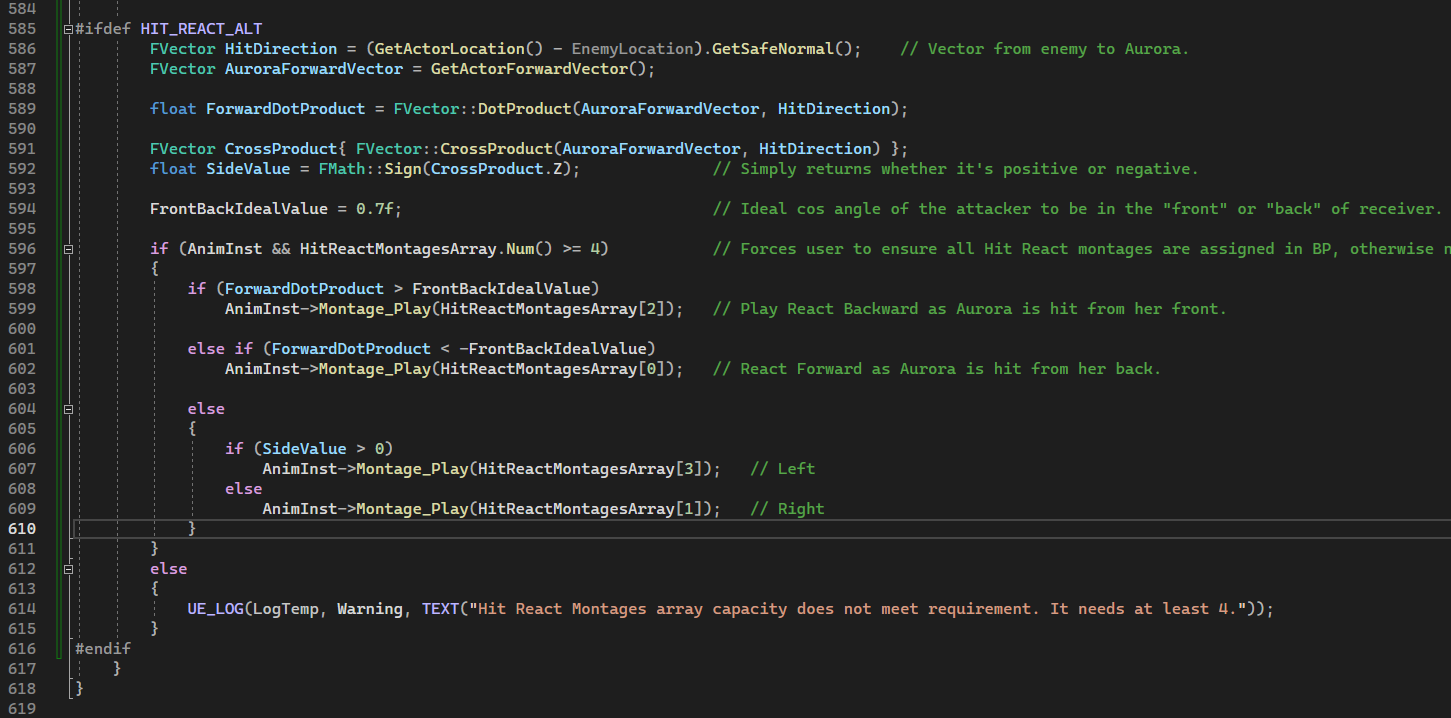 584
585 #ifdef HIT_REACT_ALT
586 FVector HitDirection = (GetActorLocation() - EnemyLocation).GetSafeNormal(); // Vector from enemy to Aurora.
587 FVector AuroraForwardVector = GetActorForwardVector();
588
589 float ForwardDotProduct = FVector::DotProduct(AuroraForwardVector, HitDirection);
590
591 FVector CrossProduct{ FVector::CrossProduct(AuroraForwardVector, HitDirection) };
592 float SideValue = FMath::Sign(CrossProduct.Z); // Simply returns whether it's positive or negative.
593
594 FrontBackIdealValue = 0.7f; // Ideal cos angle of the attacker to be in the "front" or "back" of receiver.
595
596 if (AnimInst && HitReactMontagesArray.Num() >= 4) // Forces user to ensure all Hit React montages are assigned in BP, otherwise
597 {
598 if (ForwardDotProduct > FrontBackIdealValue)
599 AnimInst->Montage_Play(HitReactMontagesArray[2]); // Play React Backward as Aurora is hit from her front.
600
601 else if (ForwardDotProduct < -FrontBackIdealValue)
602 AnimInst->Montage_Play(HitReactMontagesArray[0]); // React Forward as Aurora is hit from her back.
603
604 else
605 {
606 if (SideValue > 0)
607 AnimInst->Montage_Play(HitReactMontagesArray[3]); // Left
608 else
609 AnimInst->Montage_Play(HitReactMontagesArray[1]); // Right
610 }
611 }
612 else
613 {
614 UE_LOG(LogTemp, Warning, TEXT("Hit React Montages array capacity does not meet requirement. It needs at least 4."));
615 }
616 #endif
617 }
618 }
619